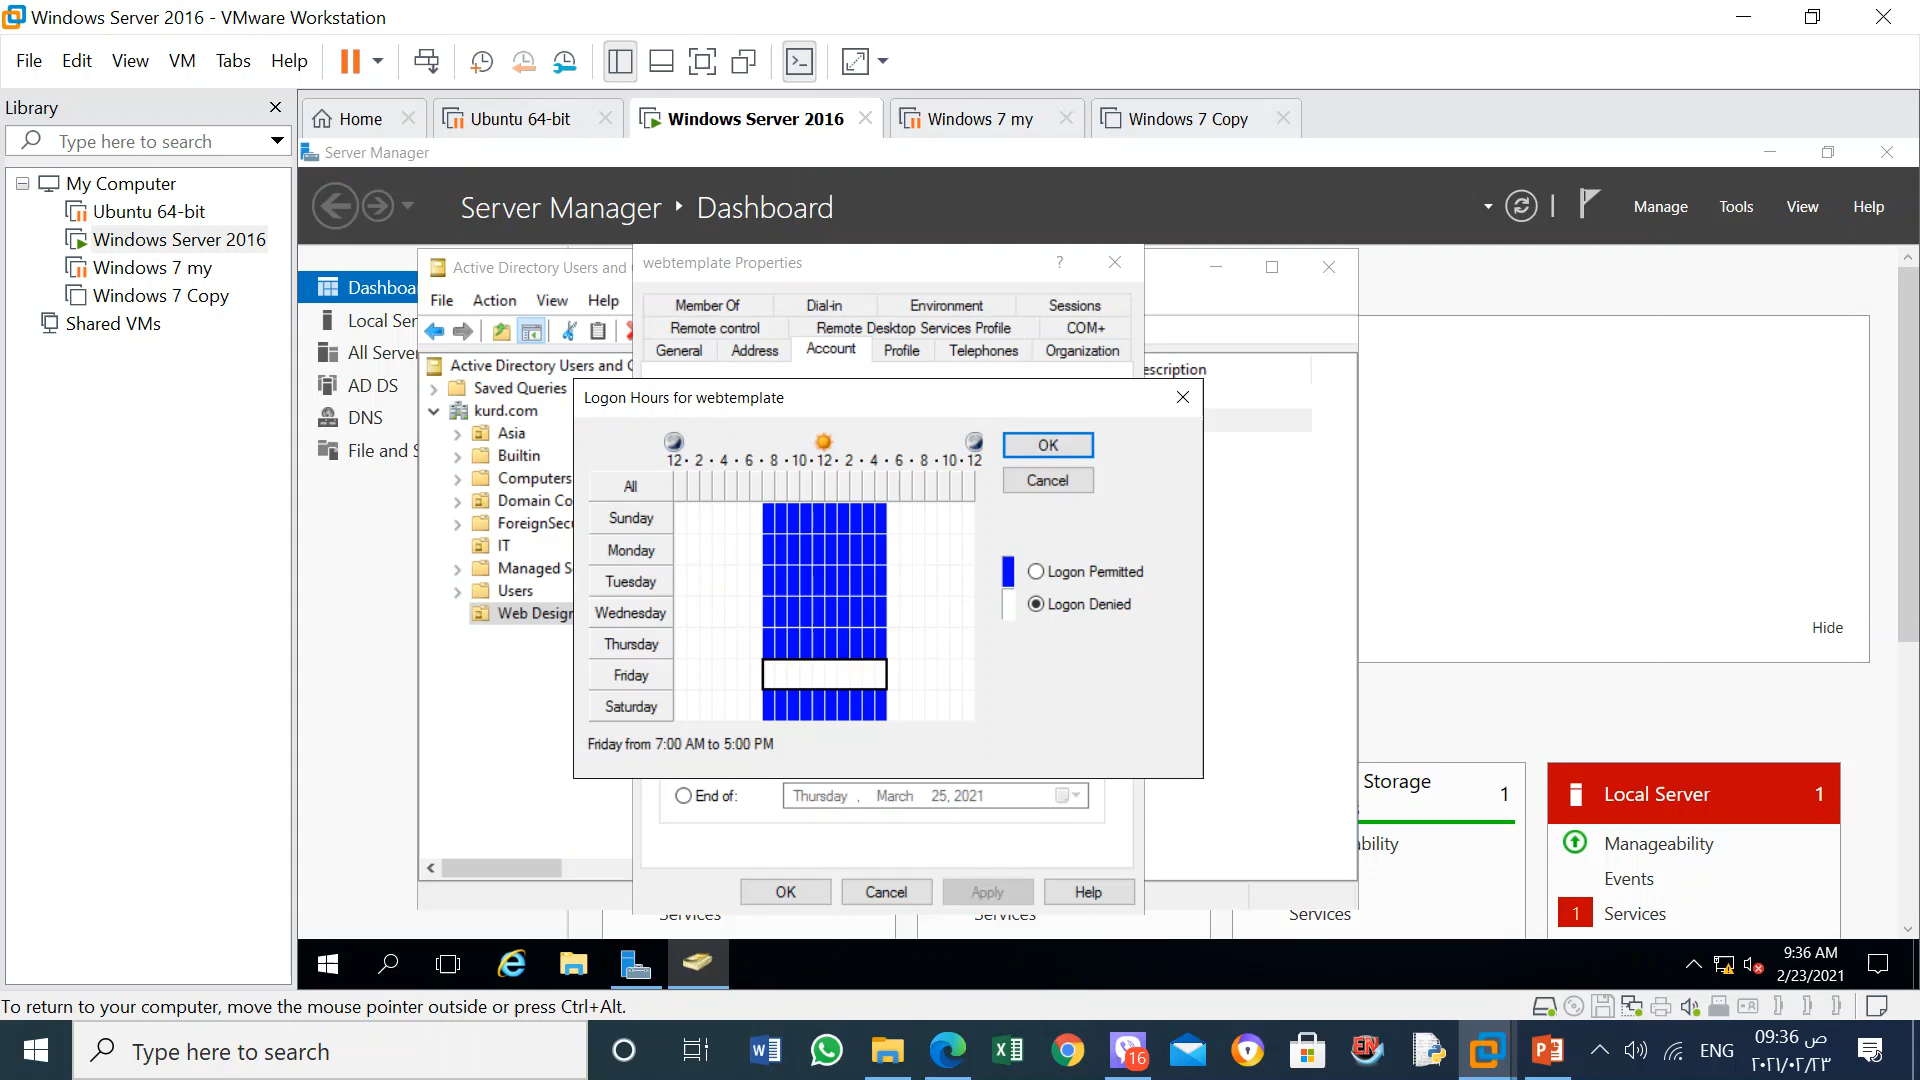 Windows Server 2016 - VMware Workstation
File Edit View VM Tabs Help
Library
Type here to search
My Computer
Ubuntu 64-bit
Windows Server 2016
Windows 7 my
Windows 7 Copy
Shared VMs
Home Ubuntu 64-bit Windows Server 2016 Windows 7 my Windows 7 Copy
Server Manager
Server Manager Dashboard
Manage Tools View Help
Dashboa
Local Ser
All Server
AD DS
DNS
File and S
Active Directory Users and
File Action View Help
Active Directory Users and C
Saved Queries
kurd.com
Asia
Builtin
Computers
Domain Co
ForeignSecu
IT
Managed S
Users
Web Design
webtemplate Properties
?
Member Of Dial-in Environment Sessions
Remote control Remote Desktop Services Profile COM+
General Address Account Profile Telephones Organization
escription
Logon Hours for webtemplate
12 · 2 · 4 · 6 · 8 · 10 · 12 · 2 · 4 · 6 · 8 · 10 · 12
All
Sunday
Monday
Tuesday
Wednesday
Thursday
Friday
Saturday
OK
Cancel
Logon Permitted
Logon Denied
Friday from 7:00 AM to 5:00 PM
End of: Thursday , March 25, 2021
OK Cancel Apply Help
Hide
Storage 1
bility
Services Services Services
Local Server 1
Manageability
Events
1 Services
9:36 AM
2/23/2021
To return to your computer, move the mouse pointer outside or press Ctrl+Alt.
Type here to search
16
EN
ENG
09:36 ص
٢٠٢١/٠٢/٢٣